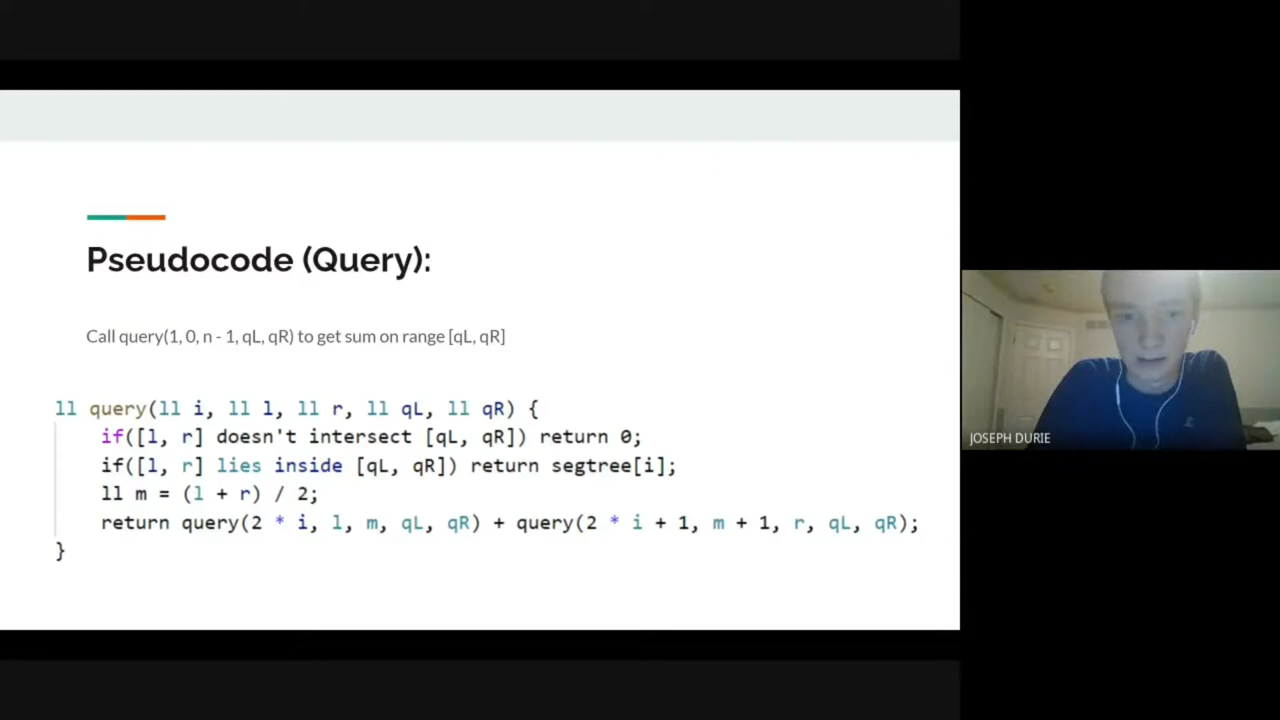 Pseudocode (Query):
Call query(1, 0, n - 1, qL, qR) to get sum on range [qL, qR]
ll query(ll i, ll l, ll r, ll qL, ll qR) {
if([l, r] doesn't intersect [qL, qR]) return 0;
if([l, r] lies inside [qL, qR]) return segtree[i];
ll m = (l + r) / 2;
return query(2 * i, l, m, qL, qR) + query(2 * i + 1, m + 1, r, qL, qR);
}
JOSEPH DURIE